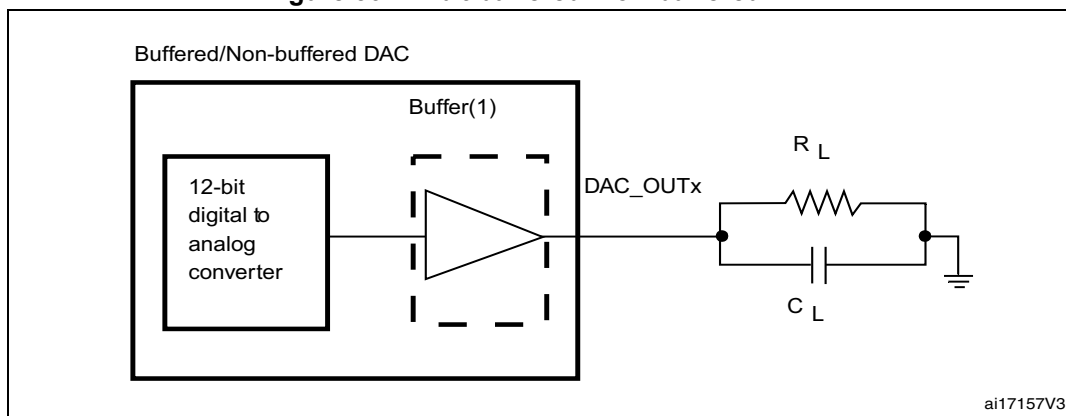 Buffered/Non-buffered DAC
Buffer(1)
12-bit
digital to
analog
converter
DAC_OUTx
R L
C L
ai17157V3